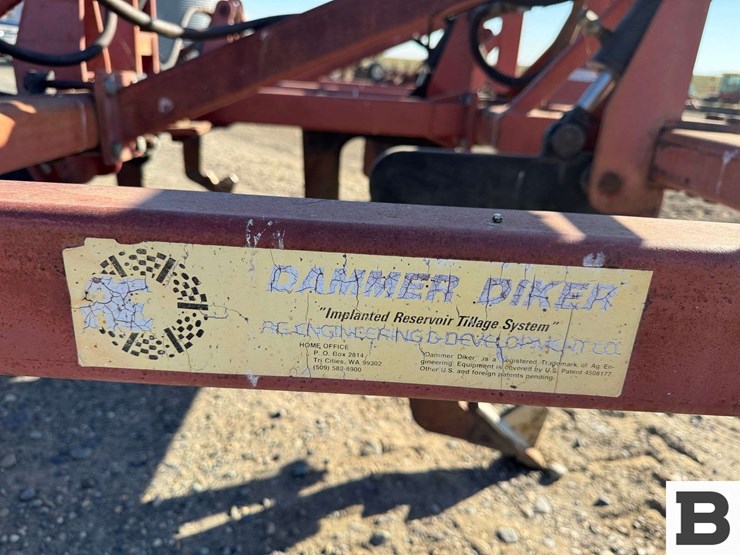 DAMMER DIKER
"Implanted Reservoir Tillage System"
AG ENGINEERING & DEVELOPMENT CO.
HOME OFFICE
P. O. Box 2814
Tri Cities, WA 99302
(509) 582-8900
"Dammer Diker" is a Registered Trademark of Ag En-
gineering Equipment is covered by U.S. Patent 4508177.
Other U.S. and foreign patents pending.
B